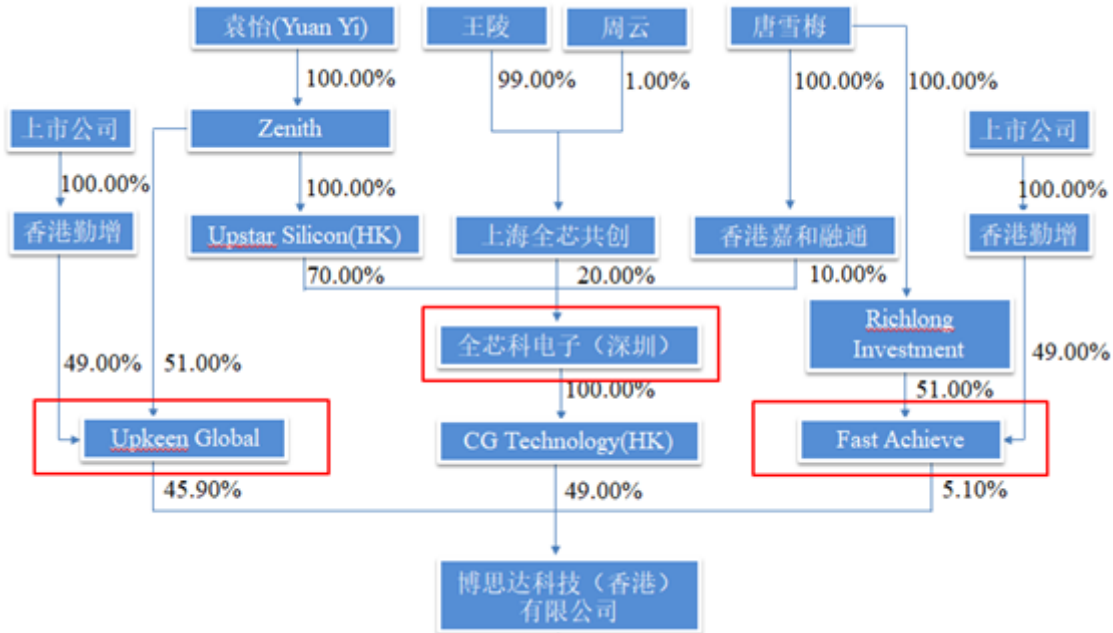 袁怡(Yuan Yi)
王陵
周云
唐雪梅
100.00%
99.00%
1.00%
100.00%
100.00%
上市公司
Zenith
上市公司
100.00%
100.00%
100.00%
香港勤增
Upstar Silicon(HK)
上海全芯共创
香港嘉和融通
香港勤增
70.00%
20.00%
10.00%
Richlong
Investment
全芯科电子（深圳）
49.00%
51.00%
49.00%
100.00%
51.00%
Upkeen Global
CG Technology(HK)
Fast Achieve
45.90%
49.00%
5.10%
博思达科技（香港）
有限公司